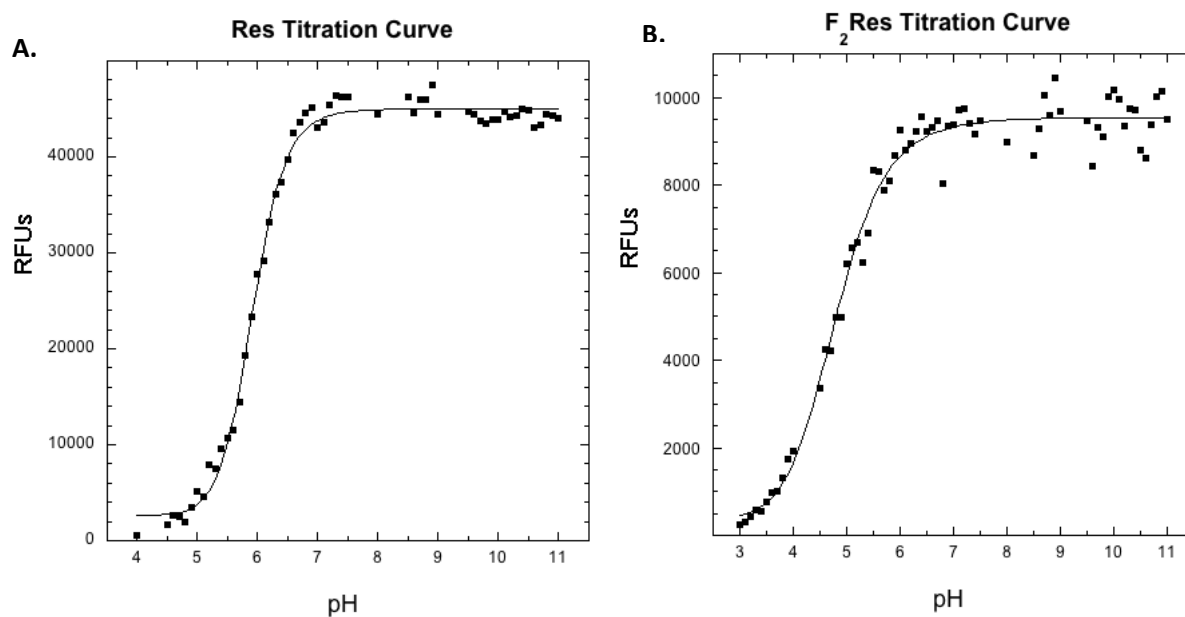 A.
Res Titration Curve
RFUs
40000
30000
20000
10000
0
4 5 6 7 8 9 10 11
pH
B.
F2Res Titration Curve
RFUs
10000
8000
6000
4000
2000
3 4 5 6 7 8 9 10 11
pH